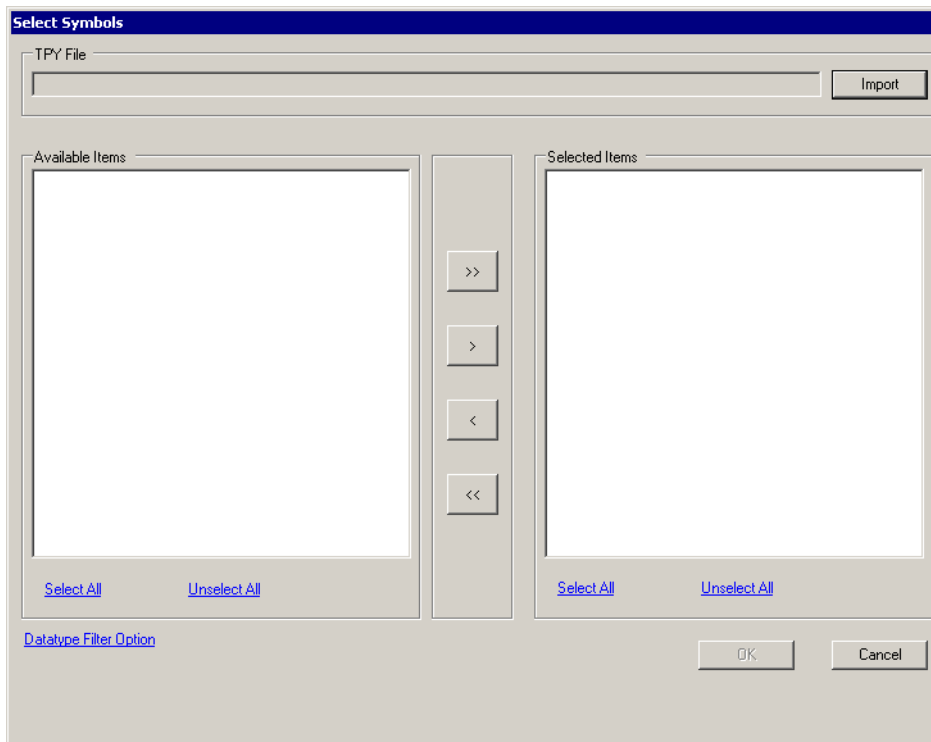 Select Symbols
TPY File
Import
Available Items
Selected Items
>>
>
<
<<
Select All Unselect All
Select All Unselect All
Datatype Filter Option
OK Cancel